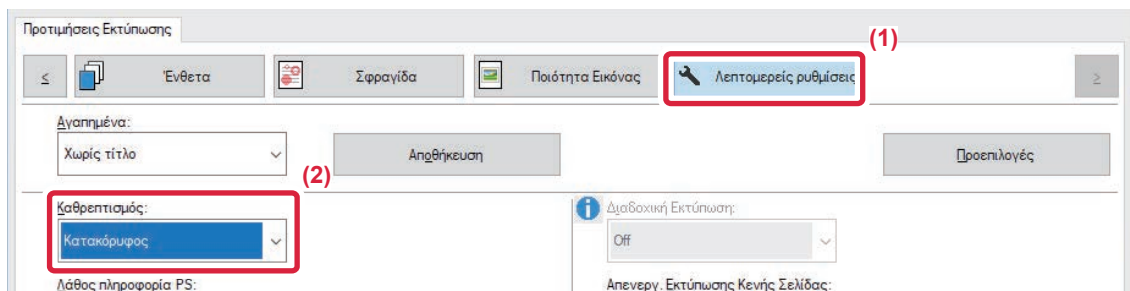 Προτιμήσεις Εκτύπωσης
(1)
< Ένθετα Σφραγίδα Ποιότητα Εικόνας Λεπτομερείς ρυθμίσεις >
Αγαπημένα:
Χωρίς τίτλο Αποθήκευση Προεπιλογές
(2)
Καθρεπτισμός: Διαδοχική Εκτύπωση:
Κατακόρυφος Off
Λάθος πληροφορία PS: Απενεργ. Εκτύπωσης Κενής Σελίδας: